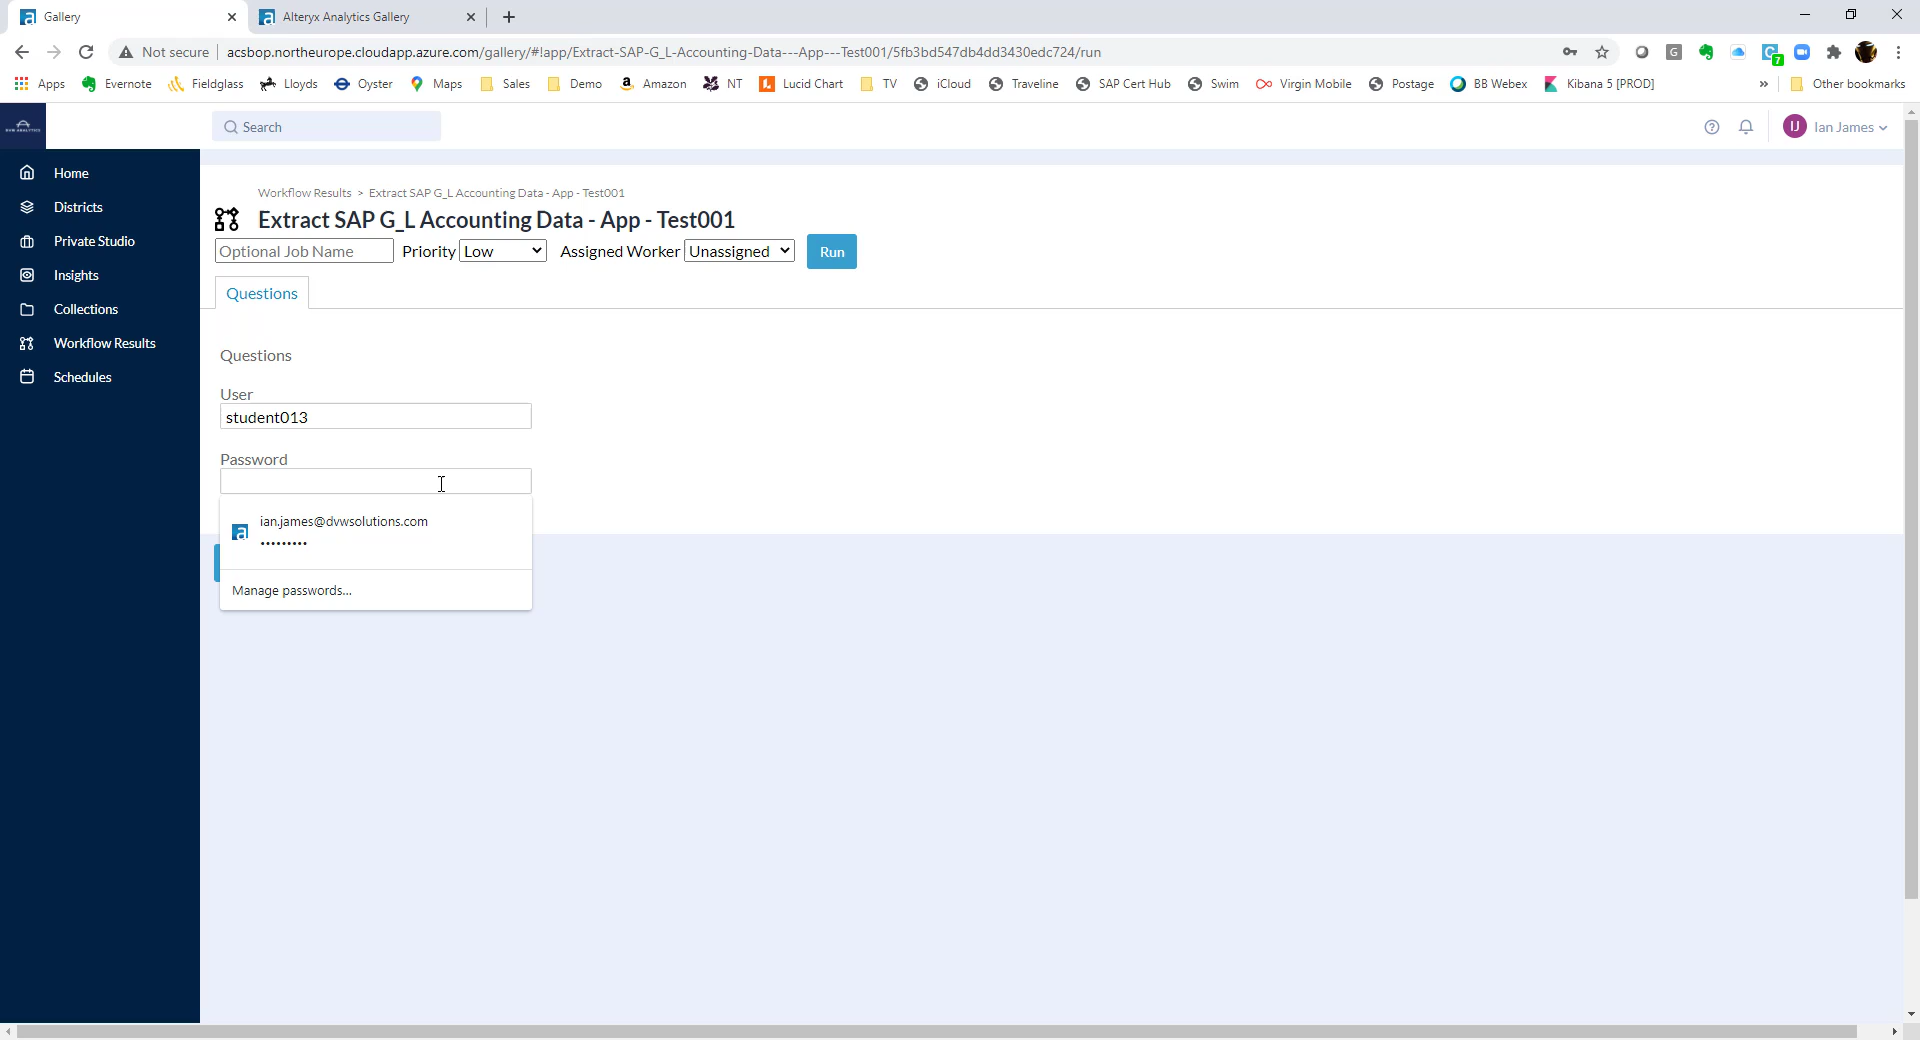 Gallery
Alteryx Analytics Gallery
Not secure
acsbop.northeurope.cloudapp.azure.com/gallery/#!app/Extract-SAP-G_L-Accounting-Data---App---Test001/5fb3bd547db4dd3430edc724/run
G
C
7
Apps
Evernote
Fieldglass
Lloyds
Oyster
Maps
Sales
Demo
Amazon
NT
Lucid Chart
TV
iCloud
Traveline
SAP Cert Hub
Swim
Virgin Mobile
Postage
BB Webex
Kibana 5 [PROD]
»
Other bookmarks
Search
IJ
Ian James
Home
Districts
Private Studio
Insights
Collections
Workflow Results
Schedules
Workflow Results > Extract SAP G_L Accounting Data - App - Test001
Extract SAP G_L Accounting Data - App - Test001
Optional Job Name
Priority Low
Assigned Worker Unassigned
Run
Questions
Questions
User
student013
Password
ian.james@dvwsolutions.com
•••••••••
Manage passwords...